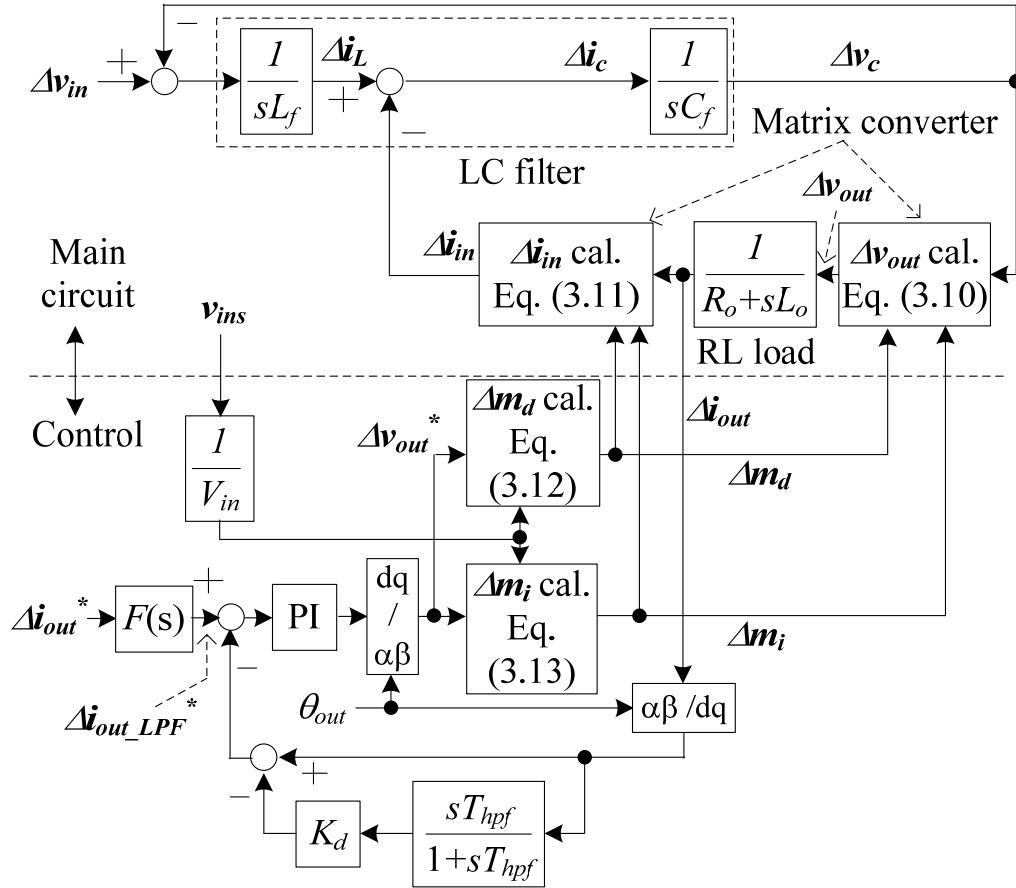 −
Δv_in
+
1
sL_f
Δi_L
+
−
Δi_c
1
sC_f
Δv_c
LC filter
Matrix converter
Δv_out
Main
circuit
Control
v_ins
Δi_in
Δi_in cal.
Eq. (3.11)
1
R_o+sL_o
RL load
Δv_out cal.
Eq. (3.10)
1
V_in
Δv_out*
Δm_d cal.
Eq.
(3.12)
Δi_out
Δm_d
Δi_out*
F(s)
+
−
Δi_out_LPF*
PI
dq
/
αβ
Δm_i cal.
Eq.
(3.13)
Δm_i
θ_out
αβ /dq
+
−
K_d
sT_hpf
1+sT_hpf